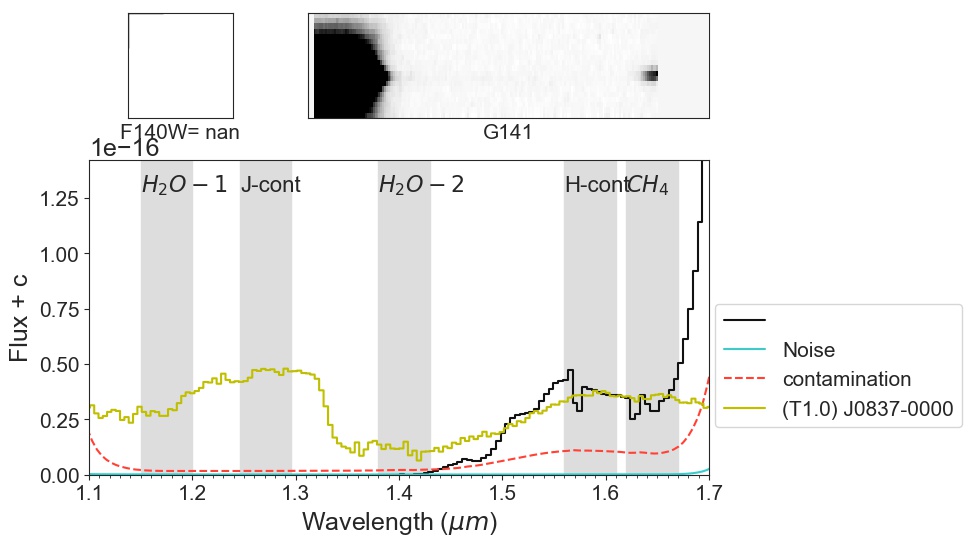 F140W= nan
G141
1e−16
H₂O − 1
J-cont
H₂O − 2
H-cont
CH₄
1.25
1.00
0.75
0.50
0.25
0.00
Flux + c
1.1
1.2
1.3
1.4
1.5
1.6
1.7
Wavelength (μm)
Noise
contamination
(T1.0) J0837-0000